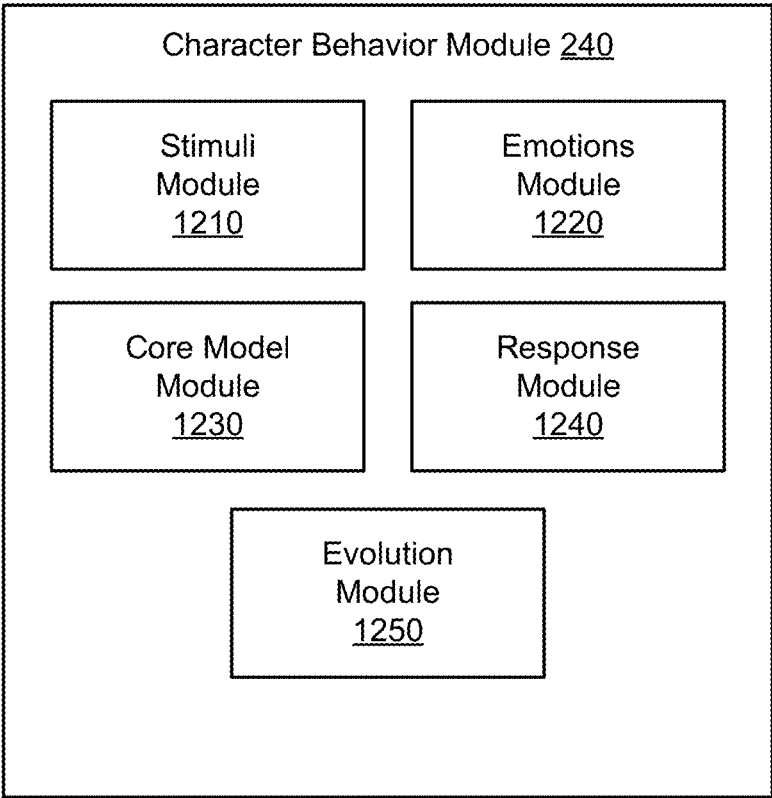 Character Behavior Module 240
Stimuli
Module
1210
Emotions
Module
1220
Core Model
Module
1230
Response
Module
1240
Evolution
Module
1250